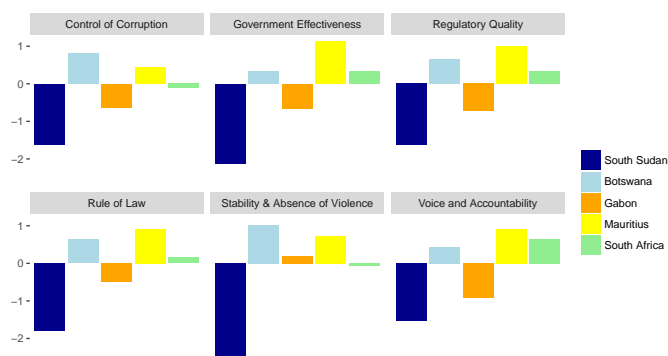 Control of Corruption
Government Effectiveness
Regulatory Quality
1
0
−1
−2
Rule of Law
Stability & Absence of Violence
Voice and Accountability
1
0
−1
−2
South Sudan
Botswana
Gabon
Mauritius
South Africa